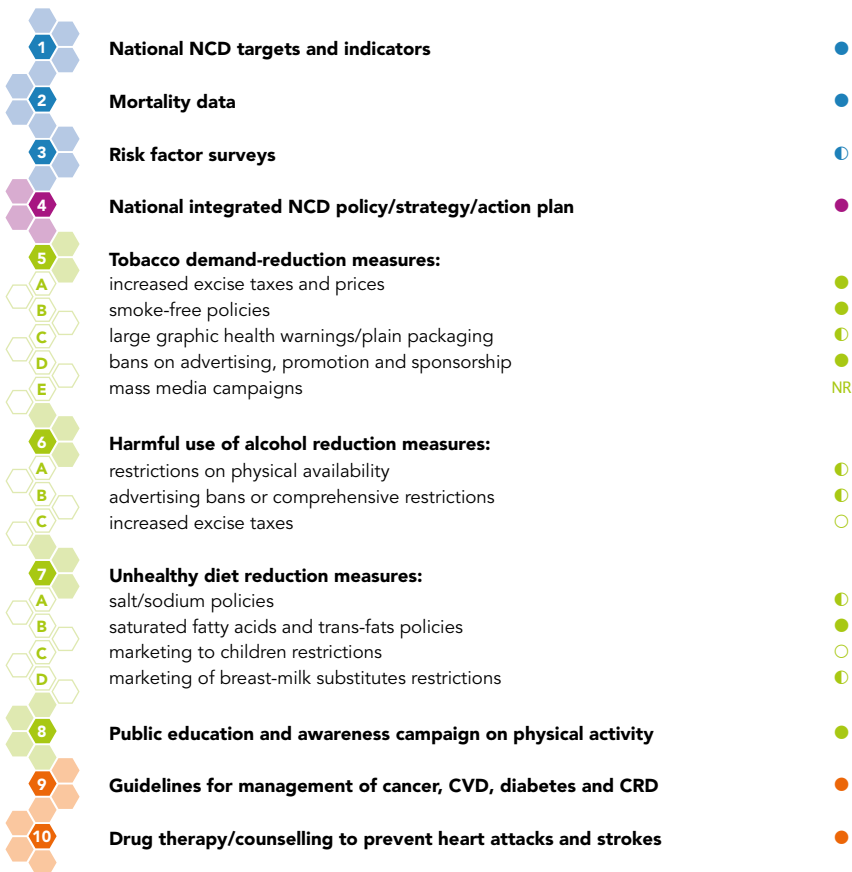 1 National NCD targets and indicators
2 Mortality data
3 Risk factor surveys
4 National integrated NCD policy/strategy/action plan
5 Tobacco demand-reduction measures:
A increased excise taxes and prices
B smoke-free policies
C large graphic health warnings/plain packaging
D bans on advertising, promotion and sponsorship
E mass media campaigns NR
6 Harmful use of alcohol reduction measures:
A restrictions on physical availability
B advertising bans or comprehensive restrictions
C increased excise taxes
7 Unhealthy diet reduction measures:
A salt/sodium policies
B saturated fatty acids and trans-fats policies
C marketing to children restrictions
D marketing of breast-milk substitutes restrictions
8 Public education and awareness campaign on physical activity
9 Guidelines for management of cancer, CVD, diabetes and CRD
10 Drug therapy/counselling to prevent heart attacks and strokes